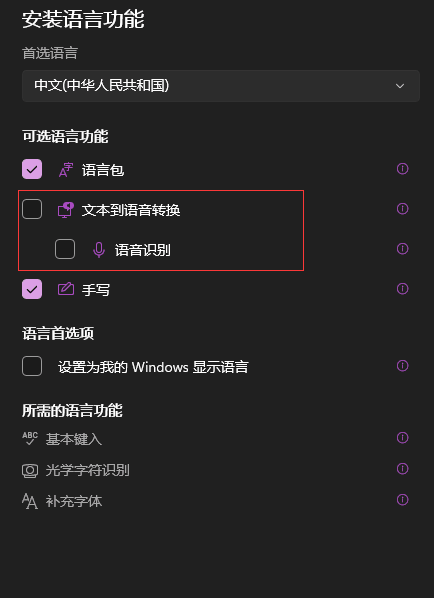 安装语言功能
首选语言
中文(中华人民共和国)
可选语言功能
语言包
文本到语音转换
语音识别
手写
语言首选项
设置为我的 Windows 显示语言
所需的语言功能
ABC 基本键入
光学字符识别
补充字体